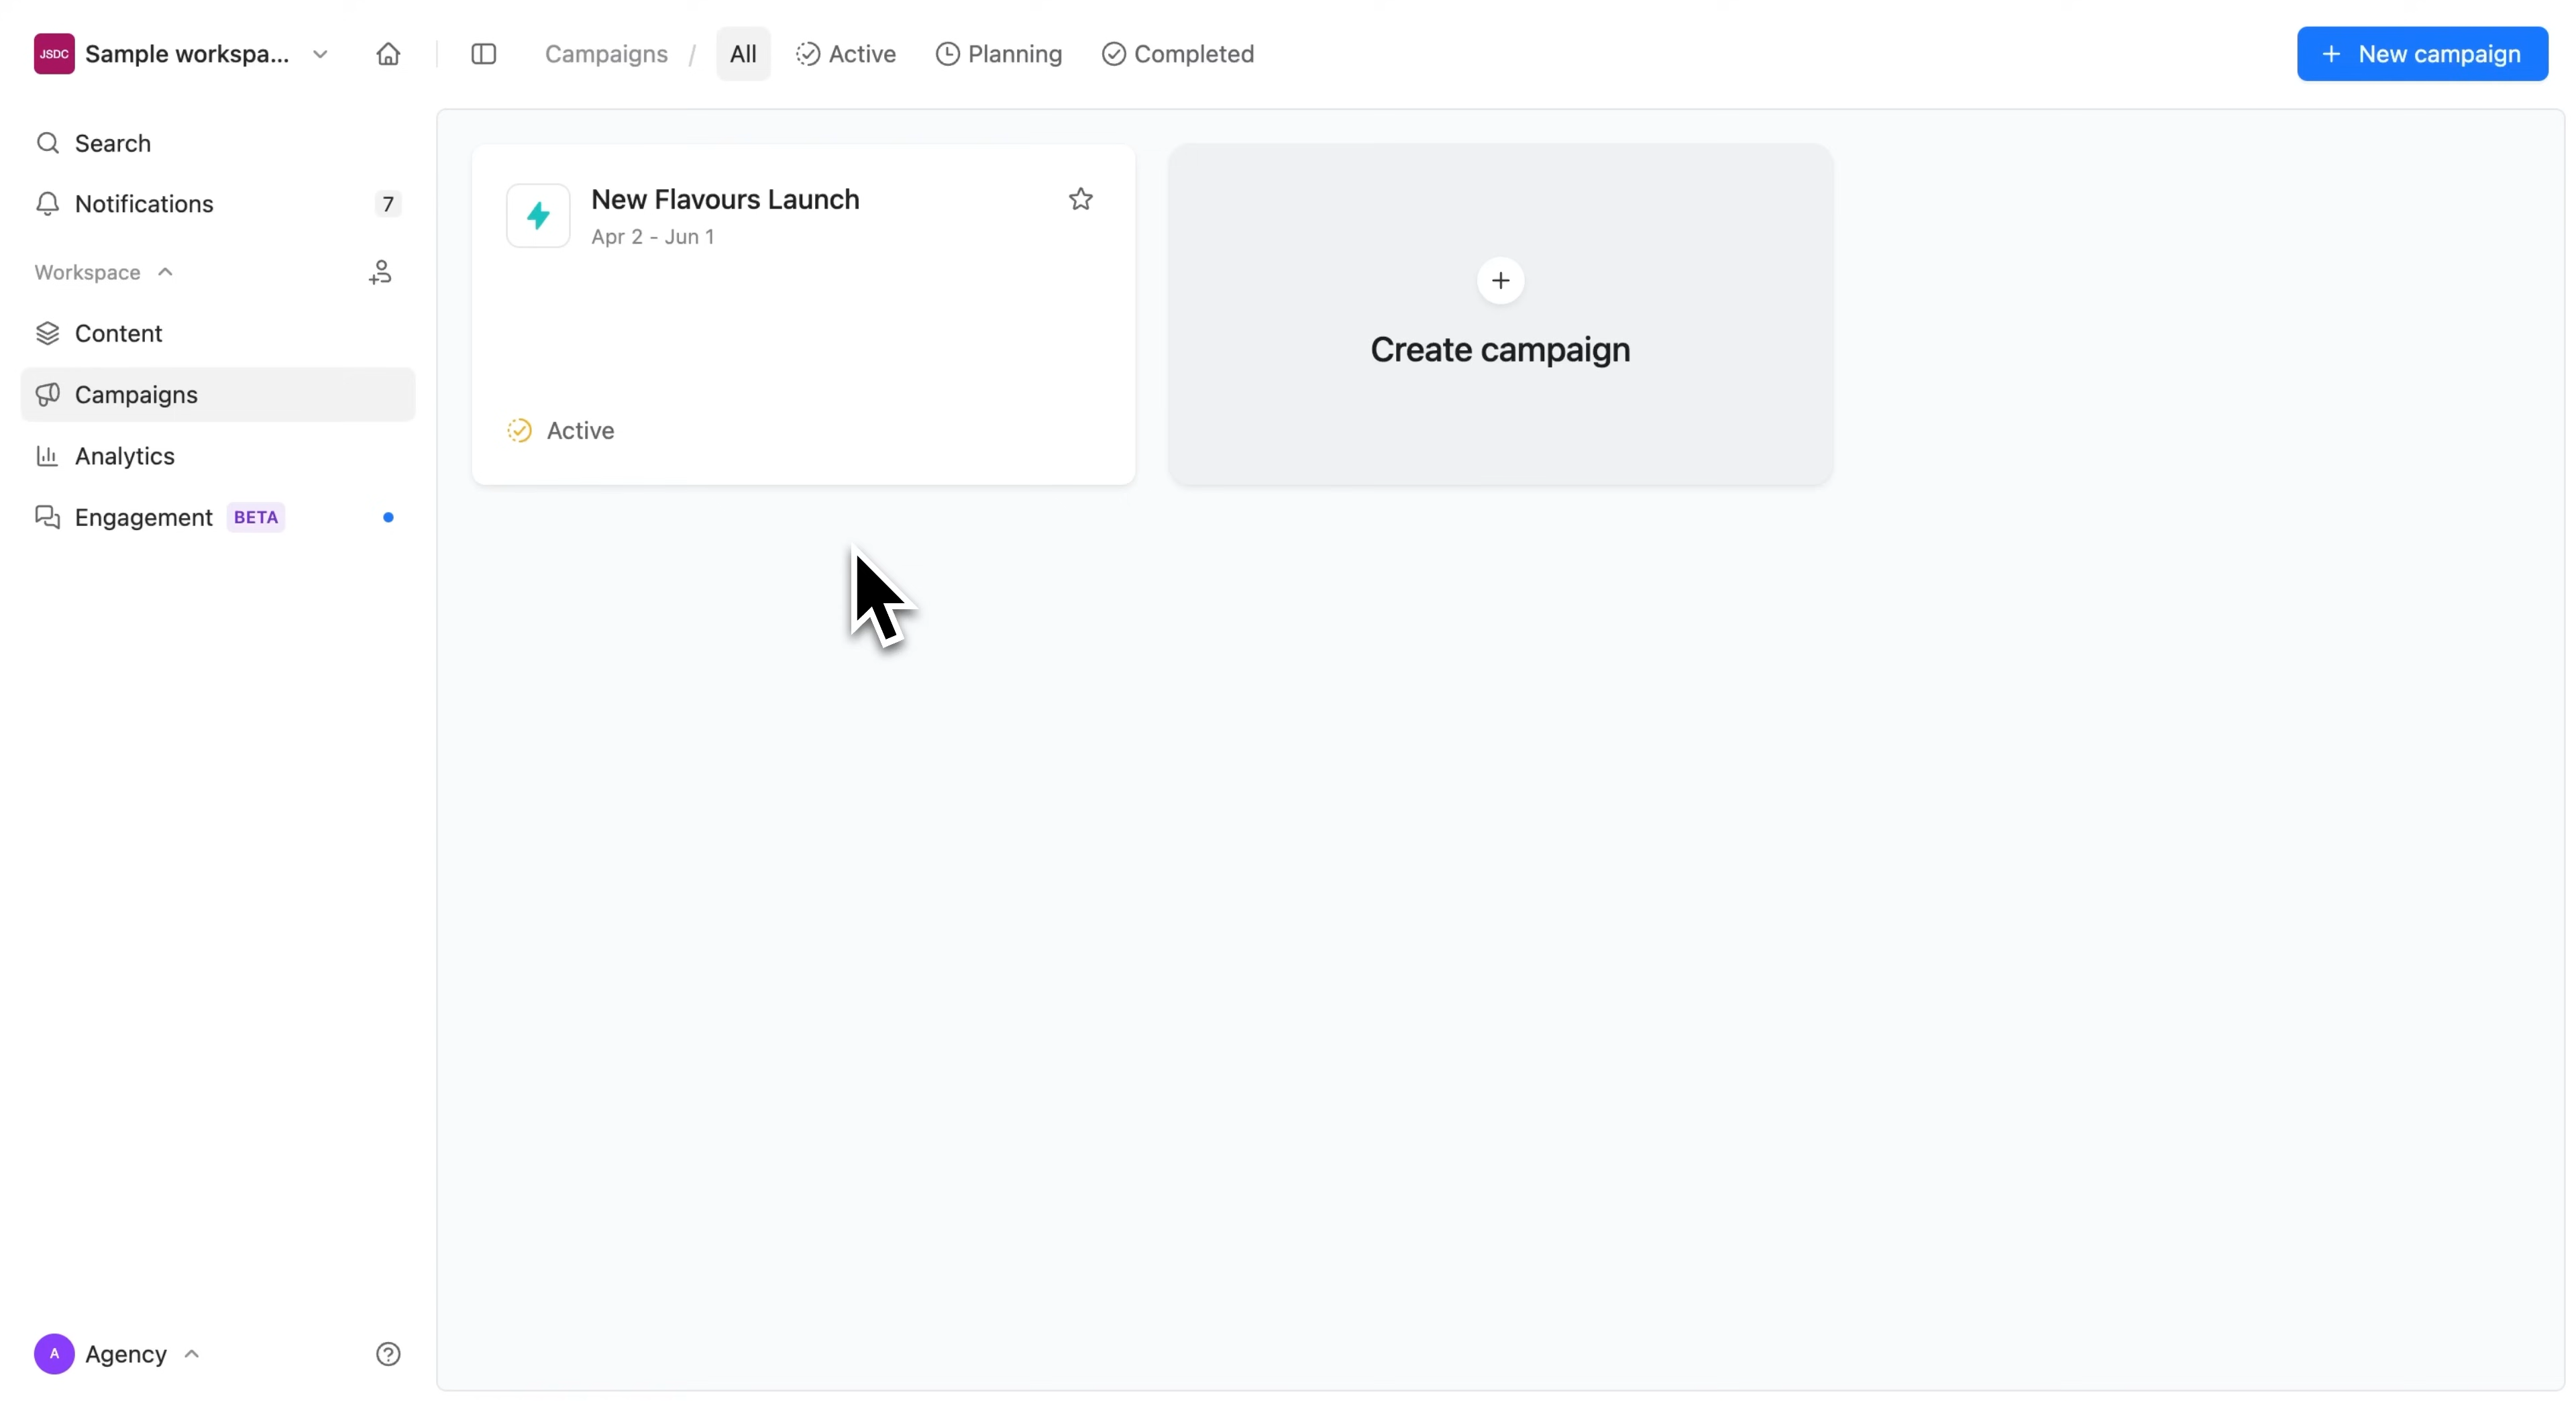 JSDC Sample workspa...
Campaigns / All Active Planning Completed
+ New campaign
Search
Notifications 7
Workspace
Content
Campaigns
Analytics
Engagement BETA
New Flavours Launch
Apr 2 - Jun 1
Active
Create campaign
A Agency